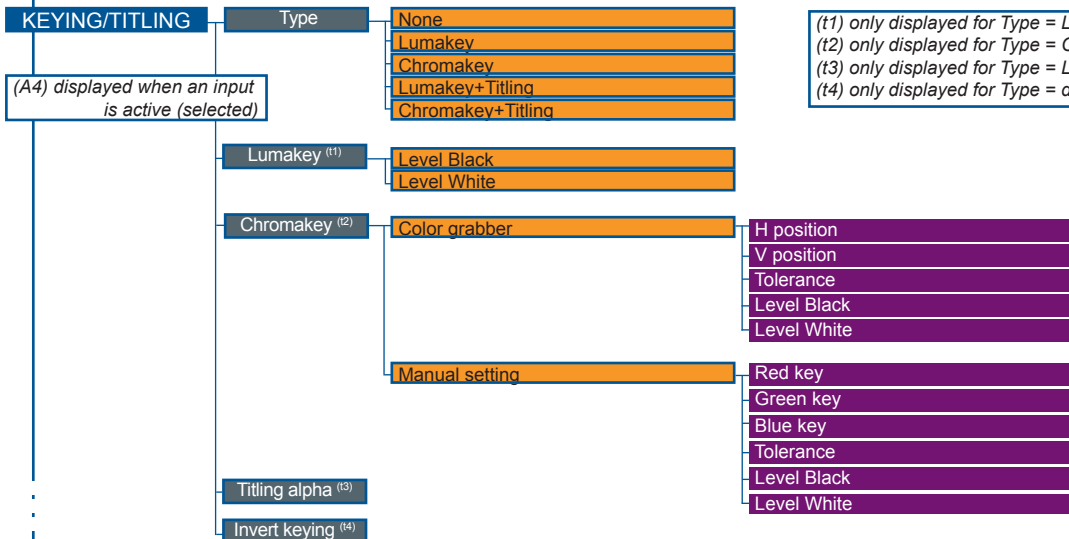 KEYING/TITLING
(A4) displayed when an input
is active (selected)
Type
None
Lumakey
Chromakey
Lumakey+Titling
Chromakey+Titling
(t1) only displayed for Type = L
(t2) only displayed for Type =
(t3) only displayed for Type = L
(t4) only displayed for Type = d
Lumakey (t1)
Level Black
Level White
Chromakey (t2)
Color grabber
H position
V position
Tolerance
Level Black
Level White
Manual setting
Red key
Green key
Blue key
Tolerance
Level Black
Level White
Titling alpha (t3)
Invert keying (t4)